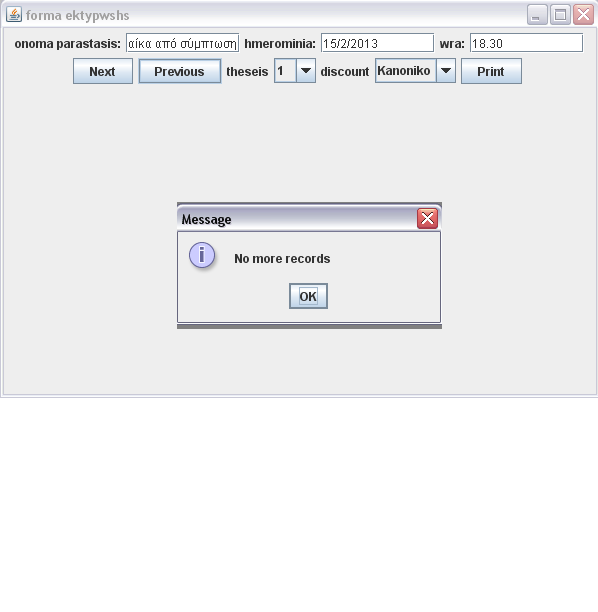 forma ektypwshs
onoma parastasis: αίκα από σύμπτωση hmerominia: 15/2/2013 wra: 18.30
Next Previous theseis 1 discount Kanoniko Print
Message
i No more records
OK